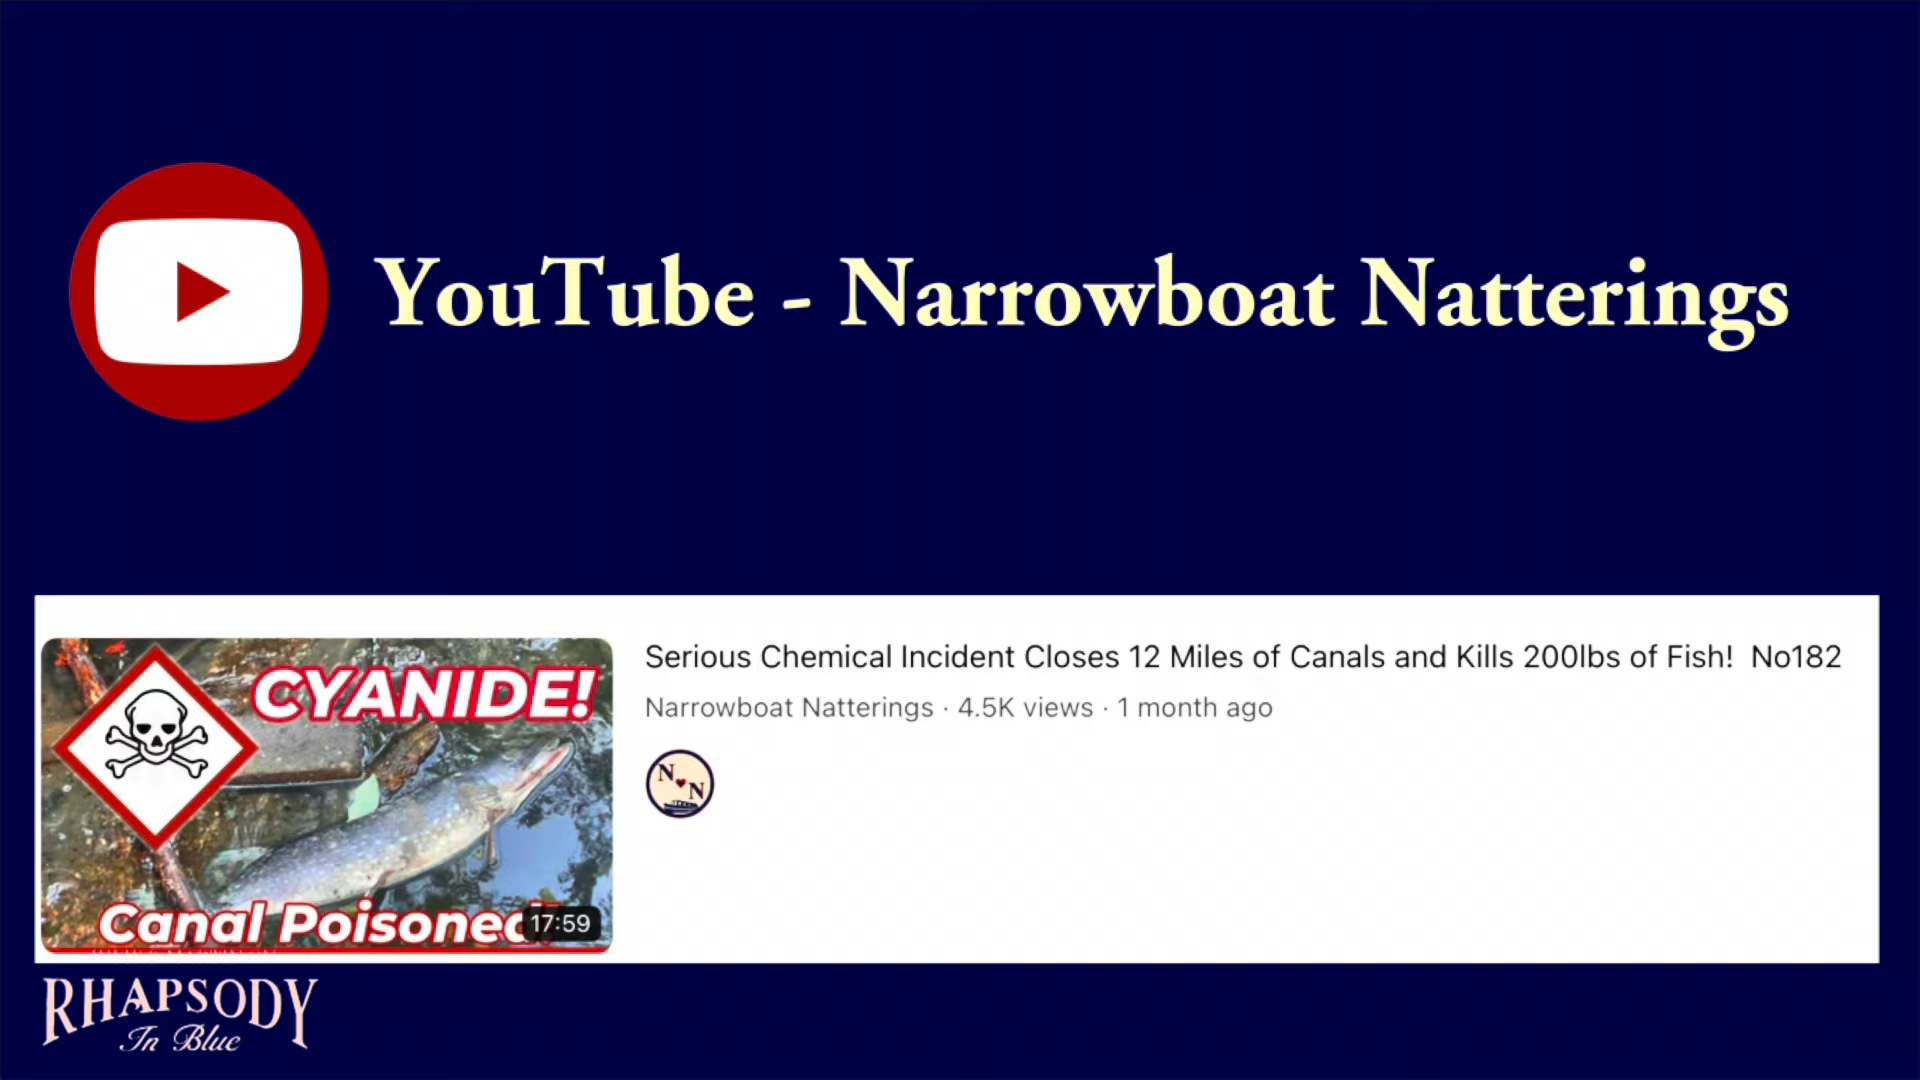 YouTube - Narrowboat Natterings
CYANIDE!
Canal Poisoned
17:59
Serious Chemical Incident Closes 12 Miles of Canals and Kills 200lbs of Fish! No182
Narrowboat Natterings · 4.5K views · 1 month ago
N N
RHAPSODY
In Blue